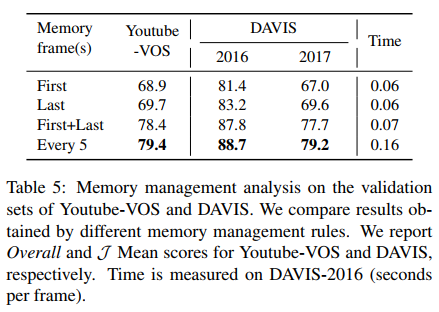 Memory frame(s) Youtube-VOS DAVIS Time
2016 2017
First 68.9 81.4 67.0 0.06
Last 69.7 83.2 69.6 0.06
First+Last 78.4 87.8 77.7 0.07
Every 5 79.4 88.7 79.2 0.16
Table 5: Memory management analysis on the validation
sets of Youtube-VOS and DAVIS. We compare results ob-
tained by different memory management rules. We report
Overall and 𝒥 Mean scores for Youtube-VOS and DAVIS,
respectively. Time is measured on DAVIS-2016 (seconds
per frame).